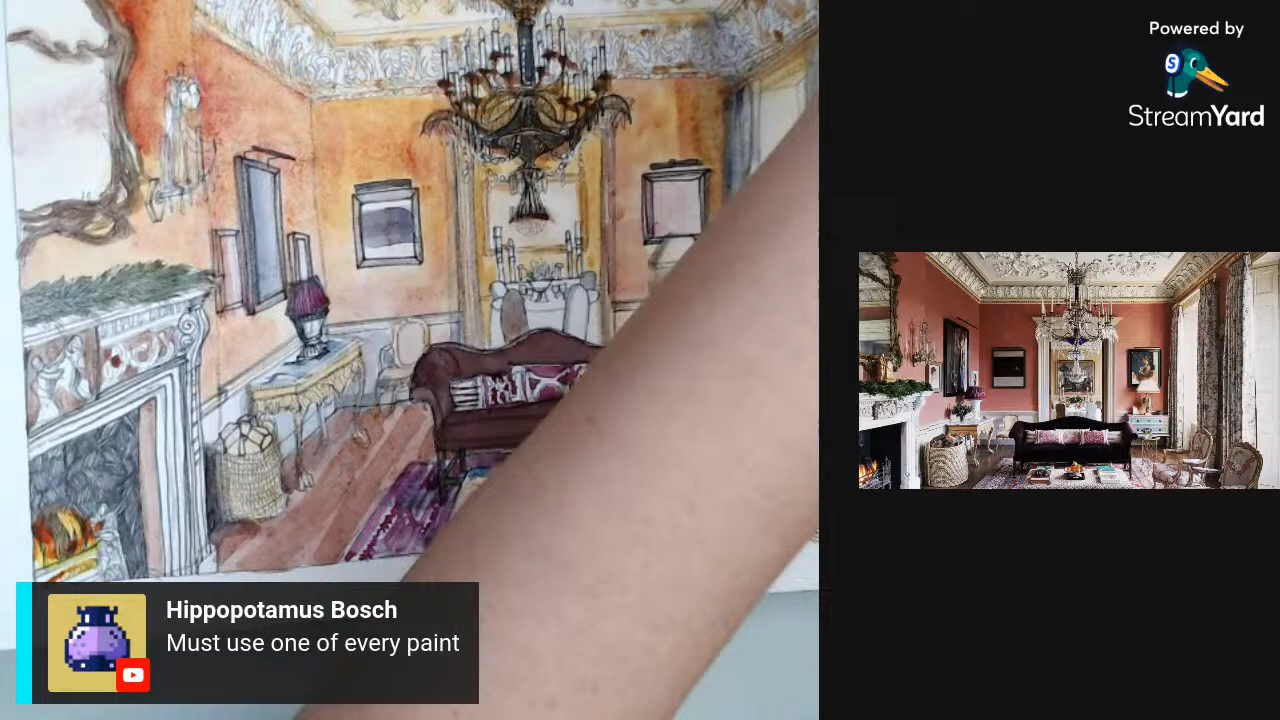 Powered by
StreamYard
Hippopotamus Bosch
Must use one of every paint